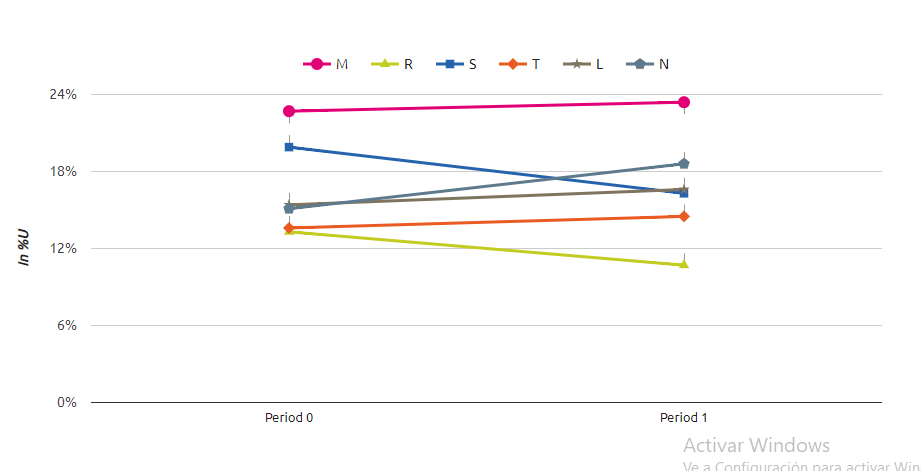 M R S T L N
24%
18%
12%
6%
0%
In %U
Period 0 Period 1
Activar Windows
Ve a Configuración para activar Win